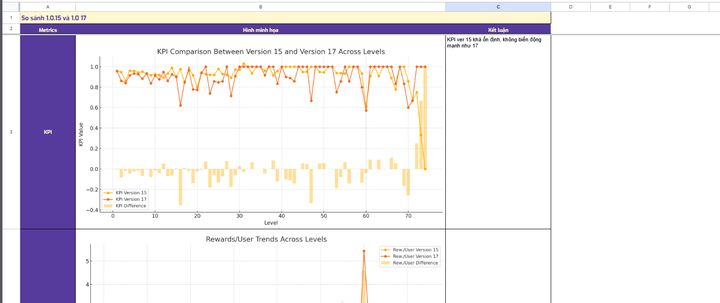 A B C D E F G
1 So sánh 1.0.15 và 1.0 17
2 Metrics Hình minh họa Kết luận
KPI ver 15 khá ổn định, không biến động
mạnh như 17
KPI Comparison Between Version 15 and Version 17 Across Levels
1.0
0.8
0.6
3 KPI
KPI Value
0.4
0.2
0.0
−0.2
−0.4
KPI Version 15
KPI Version 17
KPI Difference
0 10 20 30 40 50 60 70
Level
Rewards/User Trends Across Levels
5
4
3
Rew./User Version 15
Rew./User Version 17
Rew./User Difference